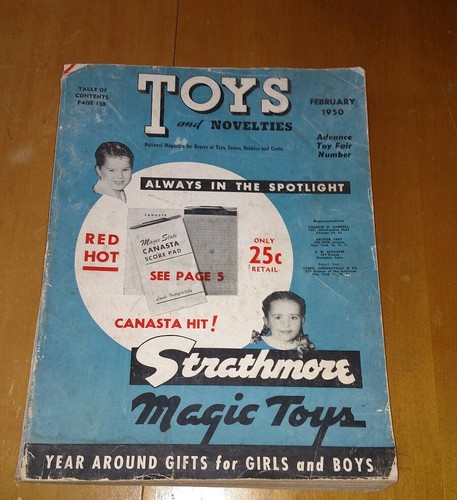 TABLE OF
CONTENTS
PAGE 158
TOYS
and NOVELTIES
FEBRUARY
1950
National Magazine for Buyers of Toys, Games, Hobbies and Crafts
Advance
Toy Fair
Number
ALWAYS IN THE SPOTLIGHT
RED
HOT
CANASTA
Magic Slate
CANASTA
SCORE PAD
SEE PAGE 5
ONLY
25c
RETAIL
CANASTA HIT!
Strathmore
Magic Toys
YEAR AROUND GIFTS for GIRLS and BOYS